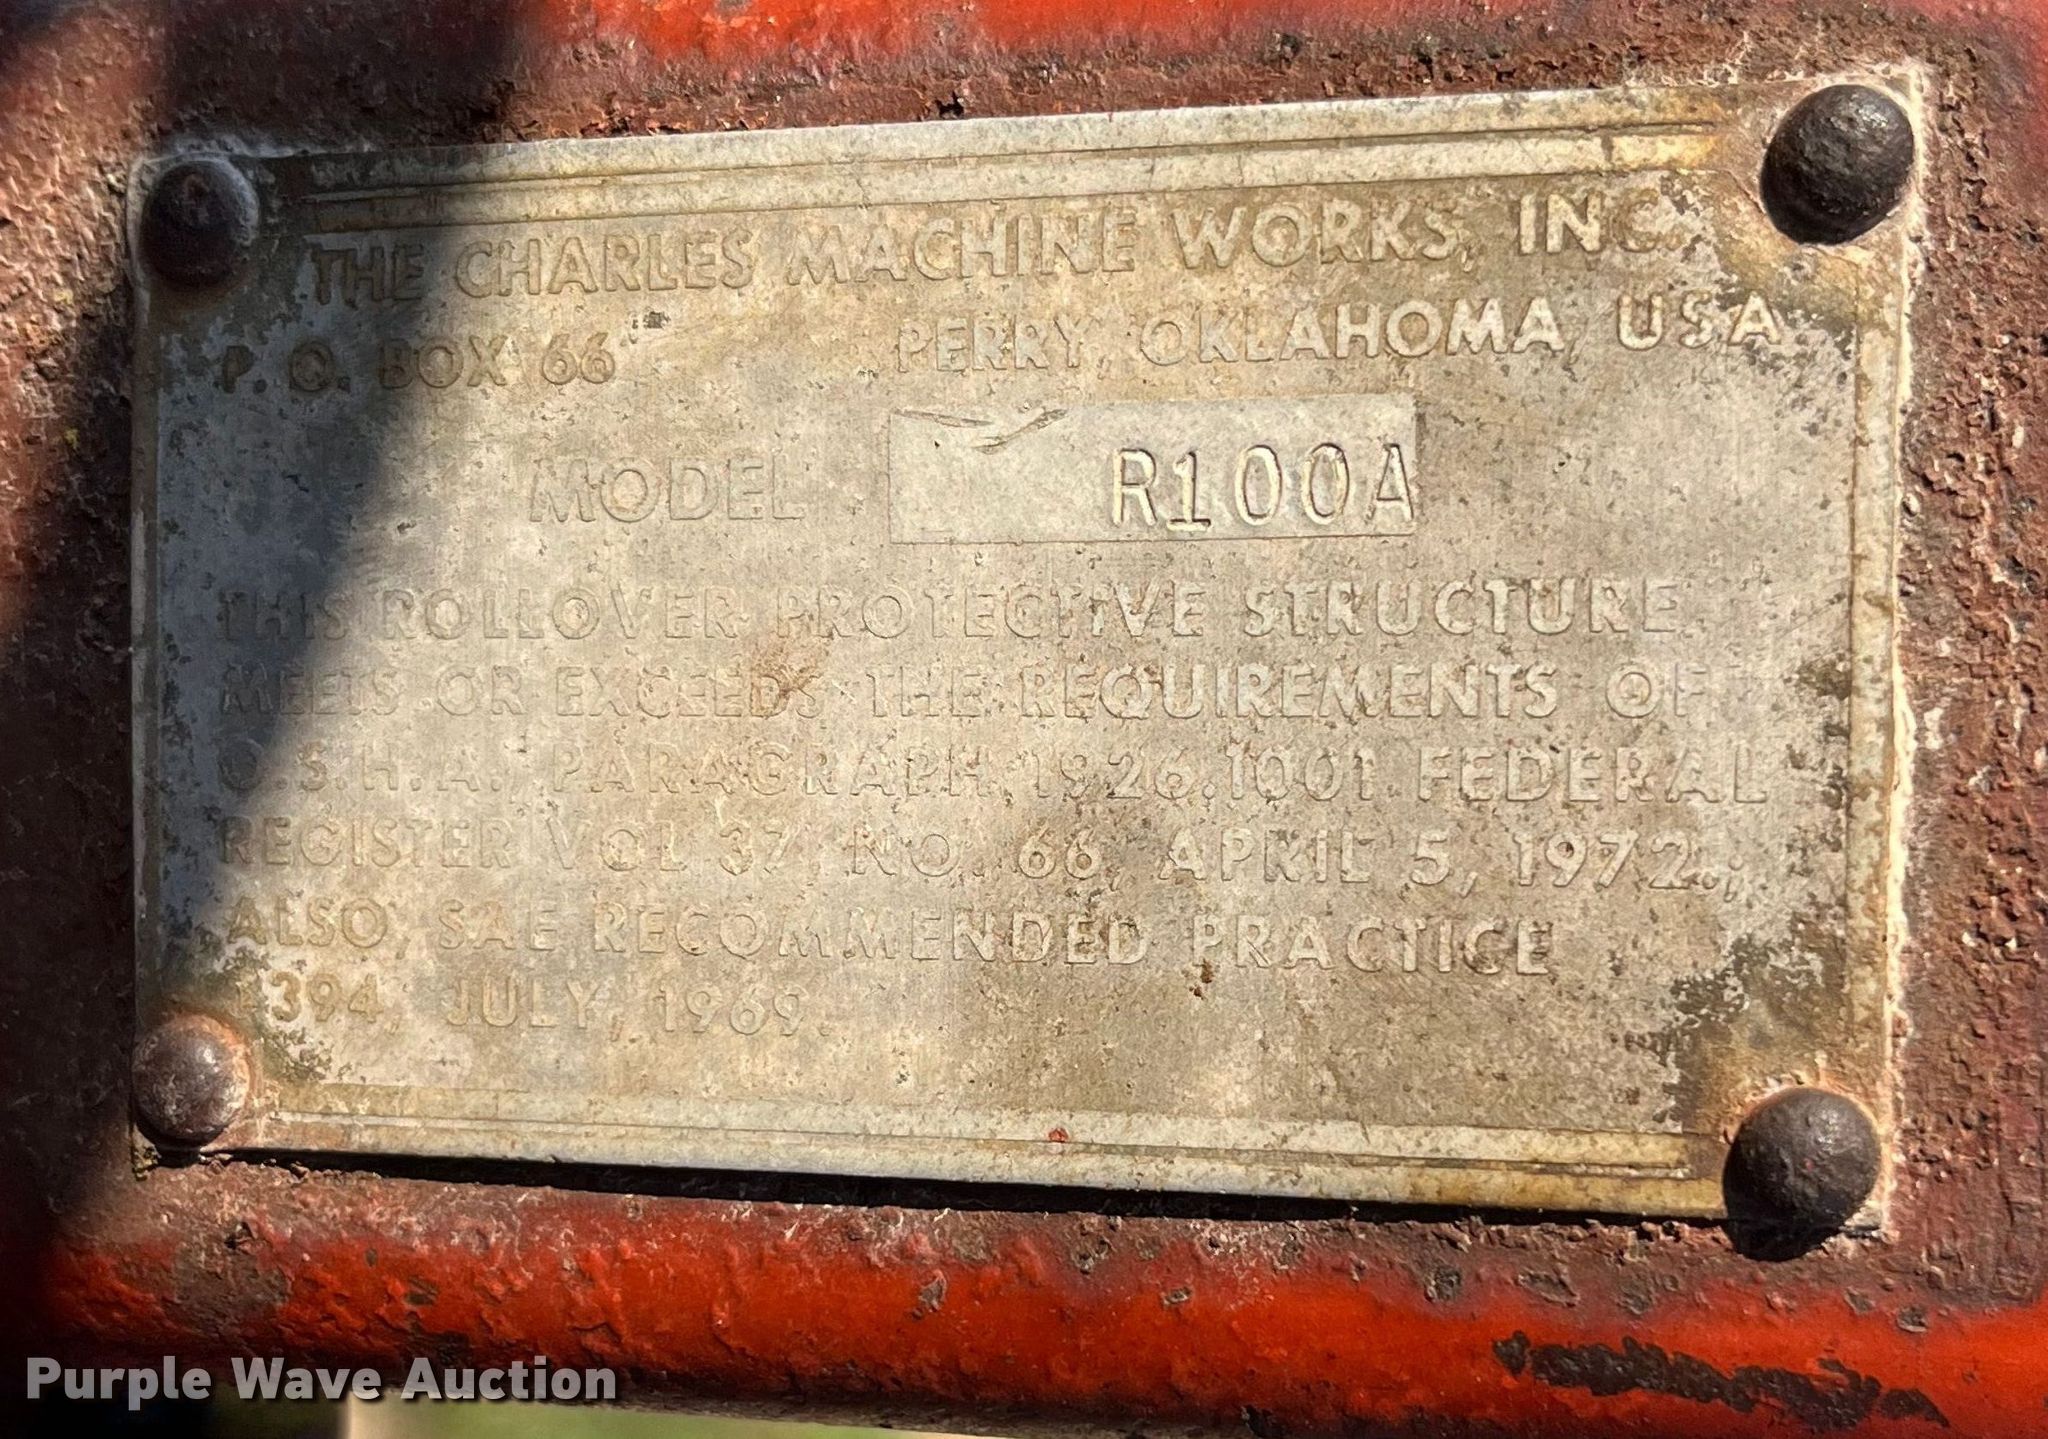 THE CHARLES MACHINE WORKS, INC.
P. O. BOX 66 PERRY, OKLAHOMA, USA
MODEL R100A
THIS ROLLOVER PROTECTIVE STRUCTURE
MEETS OR EXCEEDS THE REQUIREMENTS OF
O.S.H.A., PARAGRAPH 1926.1001 FEDERAL
REGISTER VOL 37, NO. 66, APRIL 5, 1972.,
ALSO, SAE RECOMMENDED PRACTICE
J394, JULY, 1969.
Purple Wave Auction